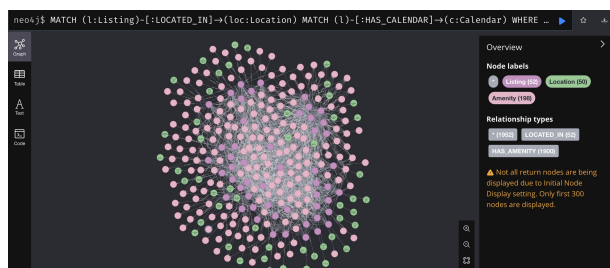 neo4j$ MATCH (l:Listing)-[:LOCATED_IN]→(loc:Location) MATCH (l)-[:HAS_CALENDAR]→(c:Calendar) WHERE …
Graph
Table
Text
Code
Overview
Node labels
* Listing (52) Location (50)
Amenity (198)
Relationship types
* (1952) LOCATED_IN (52)
HAS_AMENITY (1900)
Not all return nodes are
being displayed due to Initial Node
Display setting. Only first 300
nodes are displayed.